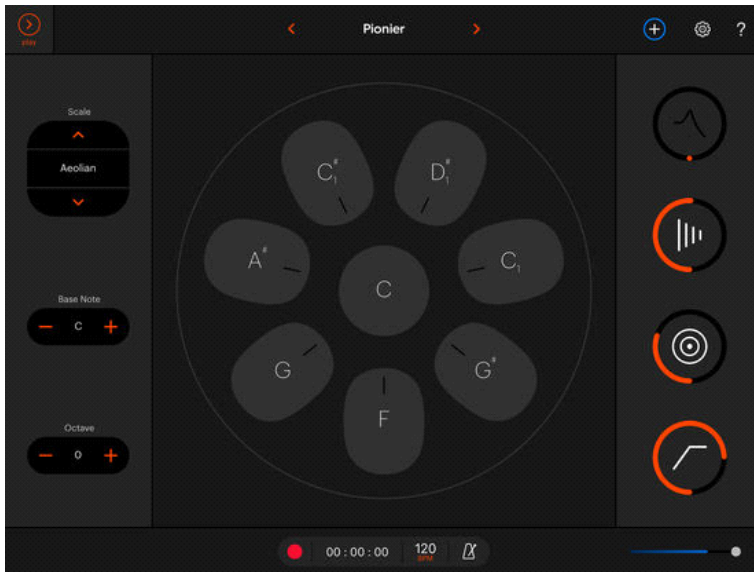 play
Pionier
?
Scale
Aeolian
Base Note
C
Octave
0
C#1
D#1
A#
C
C1
G
G#
F
00 : 00 : 00
120
BPM